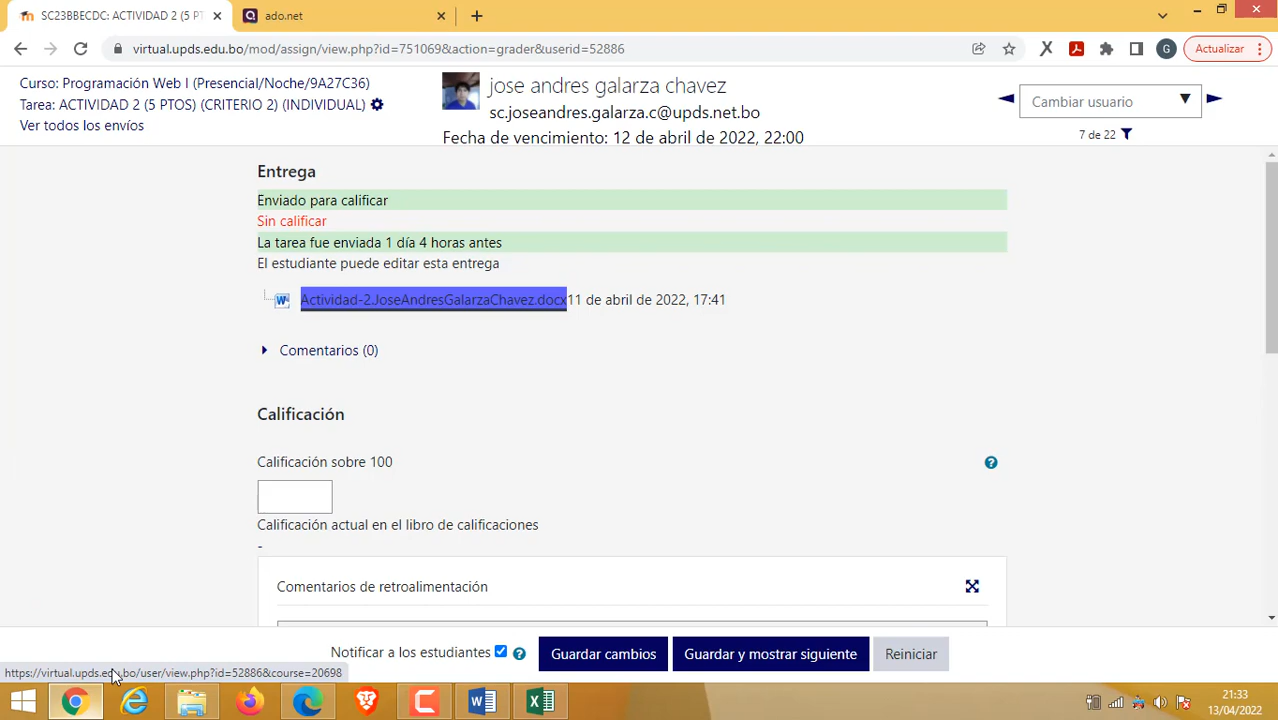 SC23BBECDC: ACTIVIDAD 2 (5 PT
ado.net
virtual.upds.edu.bo/mod/assign/view.php?id=751069&action=grader&userid=52886
G
Actualizar
Curso: Programación Web I (Presencial/Noche/9A27C36)
Tarea: ACTIVIDAD 2 (5 PTOS) (CRITERIO 2) (INDIVIDUAL)
Ver todos los envíos
jose andres galarza chavez
sc.joseandres.galarza.c@upds.net.bo
Fecha de vencimiento: 12 de abril de 2022, 22:00
Cambiar usuario
7 de 22
Entrega
Enviado para calificar
Sin calificar
La tarea fue enviada 1 día 4 horas antes
El estudiante puede editar esta entrega
Actividad-2.JoseAndresGalarzaChavez.docx 11 de abril de 2022, 17:41
Comentarios (0)
Calificación
Calificación sobre 100
Calificación actual en el libro de calificaciones
-
Comentarios de retroalimentación
Notificar a los estudiantes
Guardar cambios
Guardar y mostrar siguiente
Reiniciar
https://virtual.upds.edu.bo/user/view.php?id=52886&course=20698
21:33
13/04/2022